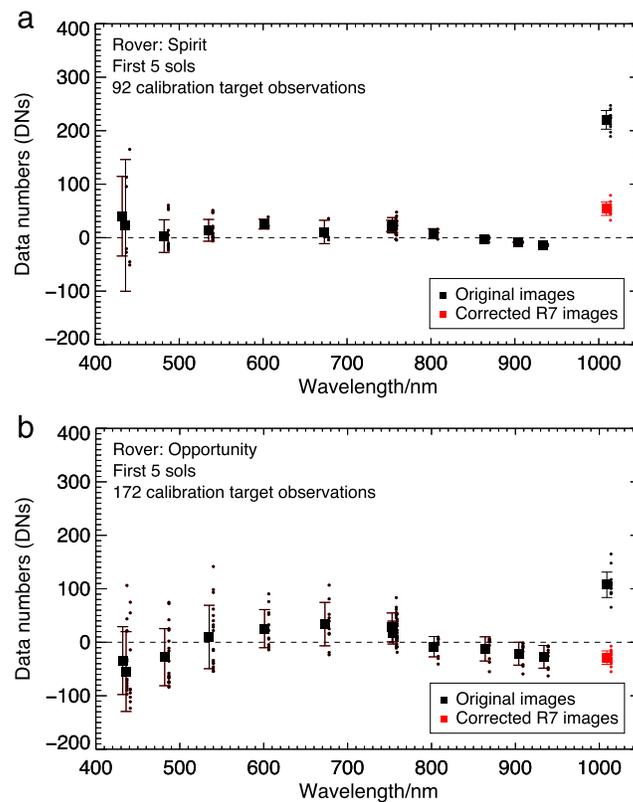 a
Rover: Spirit
First 5 sols
92 calibration target observations
Data numbers (DNs)
400
300
200
100
0
−100
−200
Original images
Corrected R7 images
400 500 600 700 800 900 1000
Wavelength/nm
b
Rover: Opportunity
First 5 sols
172 calibration target observations
Data numbers (DNs)
400
300
200
100
0
−100
−200
Original images
Corrected R7 images
400 500 600 700 800 900 1000
Wavelength/nm